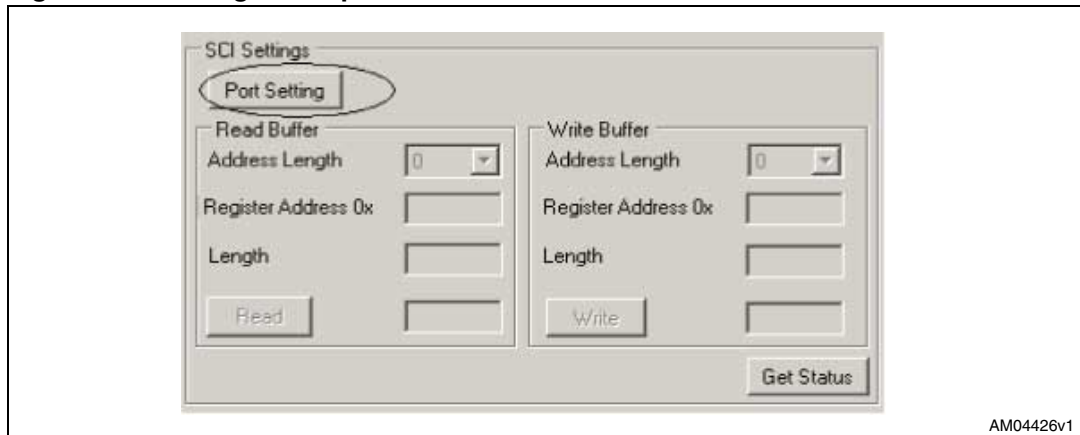 SCI Settings
Port Setting
Read Buffer
Address Length 0
Register Address 0x
Length
Read
Write Buffer
Address Length 0
Register Address 0x
Length
Write
Get Status
AM04426v1